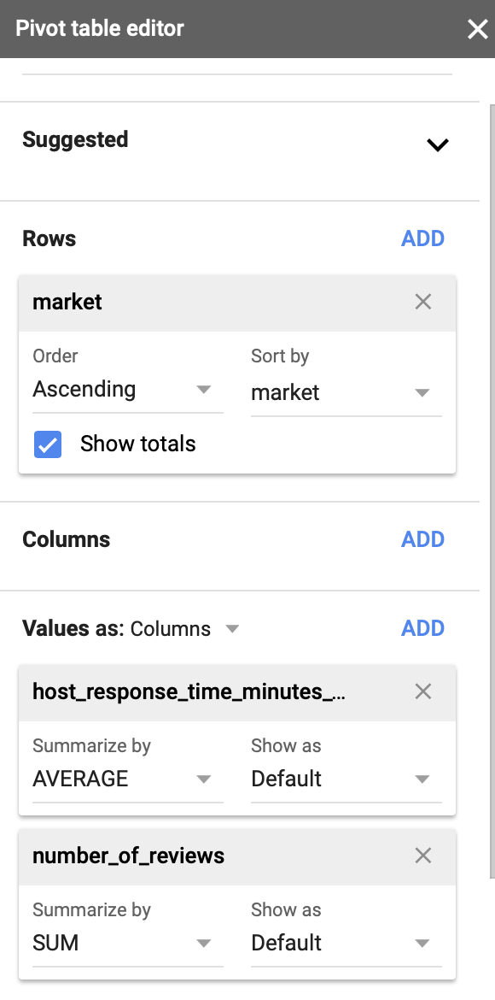 Pivot table editor
Suggested
Rows ADD
market
Order Sort by
Ascending market
Show totals
Columns ADD
Values as: Columns ADD
host_response_time_minutes_...
Summarize by Show as
AVERAGE Default
number_of_reviews
Summarize by Show as
SUM Default